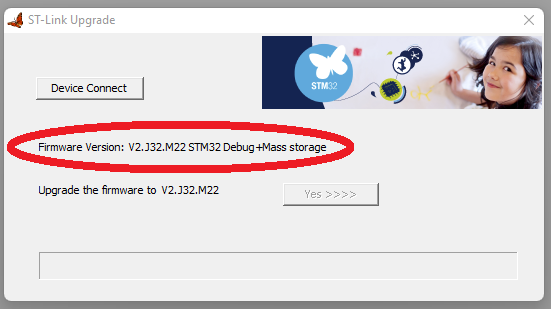 ST-Link Upgrade
STM32
Device Connect
Firmware Version: V2.J32.M22 STM32 Debug+Mass storage
Upgrade the firmware to V2.J32.M22
Yes >>>>